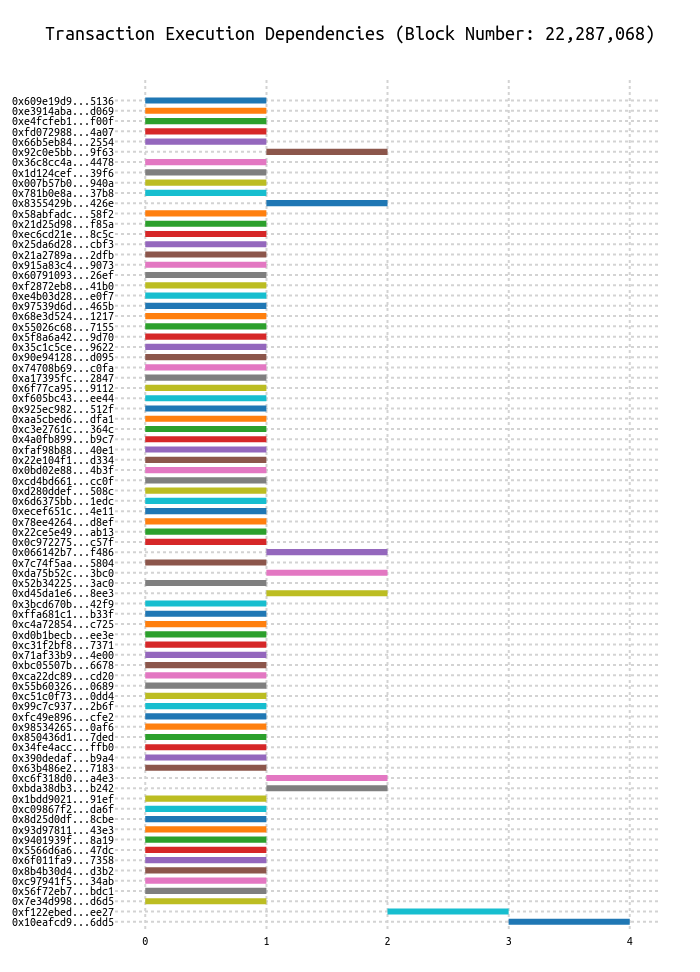 Transaction Execution Dependencies (Block Number: 22,287,068)
0x609e19d9...5136
0xe3914aba...d069
0xe4fcfeb1...f00f
0xfd072988...4a07
0x66b5eb84...2554
0x92c0e5bb...9f63
0x36c8cc4a...4478
0x1d124cef...39f6
0x007b57b0...940a
0x781b0e8a...37b8
0x8355429b...426e
0x58abfadc...58f2
0x21d25d98...f85a
0xec6cd21e...8c5c
0x25da6d28...cbf3
0x21a2789a...2dfb
0x915a83c4...9073
0x60791093...26ef
0xf2872eb8...41b0
0xe4b03d28...e0f7
0x97539d6d...465b
0x68e3d524...1217
0x55026c68...7155
0x5f8a6a42...9d70
0x35c1c5ce...9622
0x90e94128...d095
0x74708b69...c0fa
0xa17395fc...2847
0x6f77ca95...9112
0xf605bc43...ee44
0x925ec982...512f
0xaa5cbed6...dfa1
0xc3e2761c...364c
0x4a0fb899...b9c7
0xfaf98b88...40e1
0x22e104f1...d334
0x0bd02e88...4b3f
0xcd4bd661...cc0f
0xd280ddef...508c
0x6d6375bb...1edc
0xecef651c...4e11
0x78ee4264...d8ef
0x22ce5e49...ab13
0x0c972275...c57f
0x066142b7...f486
0x7c74f5aa...5804
0xda75b52c...3bc0
0x52b34225...3ac0
0xd45da1e6...8ee3
0x3bcd670b...42f9
0xffa681c1...b33f
0xc4a72854...c725
0xd0b1becb...ee3e
0xc31f2bf8...7371
0x71af33b9...4e00
0xbc05507b...6678
0xca22dc89...cd20
0x55b60326...0689
0xc51c0f73...0dd4
0x99c7c937...2b6f
0xfc49e896...cfe2
0x98534265...0af6
0x850436d1...7ded
0x34fe4acc...ffb0
0x390dedaf...b9a4
0x63b486e2...7183
0xc6f318d0...a4e3
0xbda38db3...b242
0x1bdd9021...91ef
0xc09867f2...da6f
0x8d25d0df...8cbe
0x93d97811...43e3
0x9401939f...8a19
0x5566d6a6...47dc
0x6f011fa9...7358
0x8b4b30d4...d3b2
0xc97941f5...34ab
0x56f72eb7...bdc1
0x7e34d998...d6d5
0xf122ebed...ee27
0x10eafcd9...6dd5
0 1 2 3 4